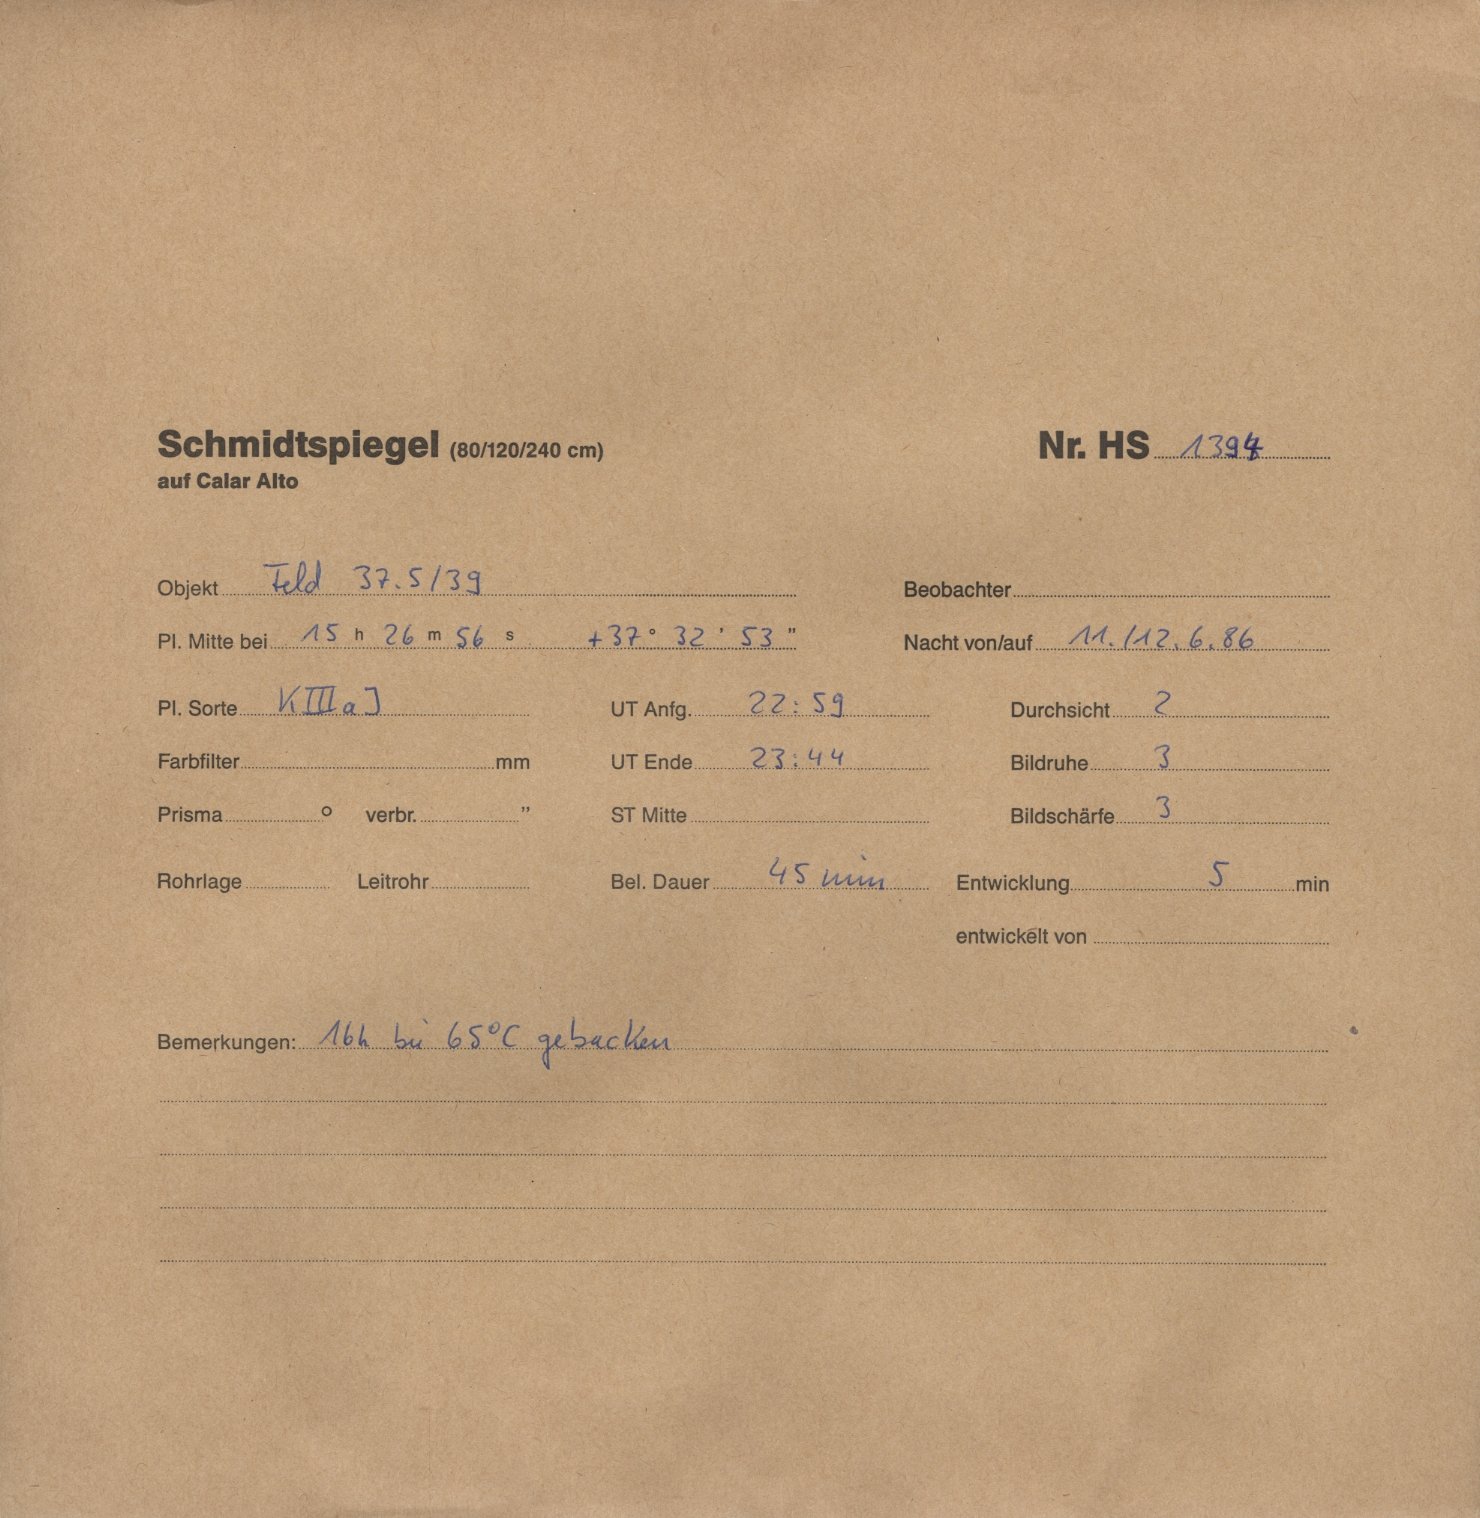 Schmidtspiegel (80/120/240 cm)
auf Calar Alto
Nr. HS 1394
Objekt Feld 37.5/39
Beobachter
Pl. Mitte bei 15 h 26 m 56 s +37° 32 ' 53 "
Nacht von/auf 11./12.6.86
Pl. Sorte KIIIaJ UT Anfg. 22:59 Durchsicht 2
Farbfilter mm UT Ende 23:44 Bildruhe 3
Prisma ° verbr. " ST Mitte Bildschärfe 3
Rohrlage Leitrohr Bel. Dauer 45 min Entwicklung 5 min
entwickelt von
Bemerkungen: 16h bei 65°C gebacken